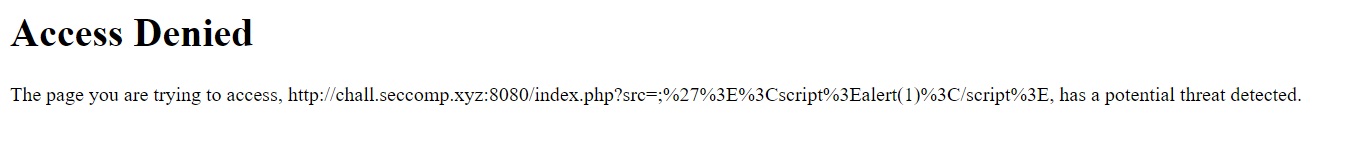 Access Denied
The page you are trying to access, http://chall.seccomp.xyz:8080/index.php?src=;%27%3E%3Cscript%3Ealert(1)%3C/script%3E, has a potential threat detected.